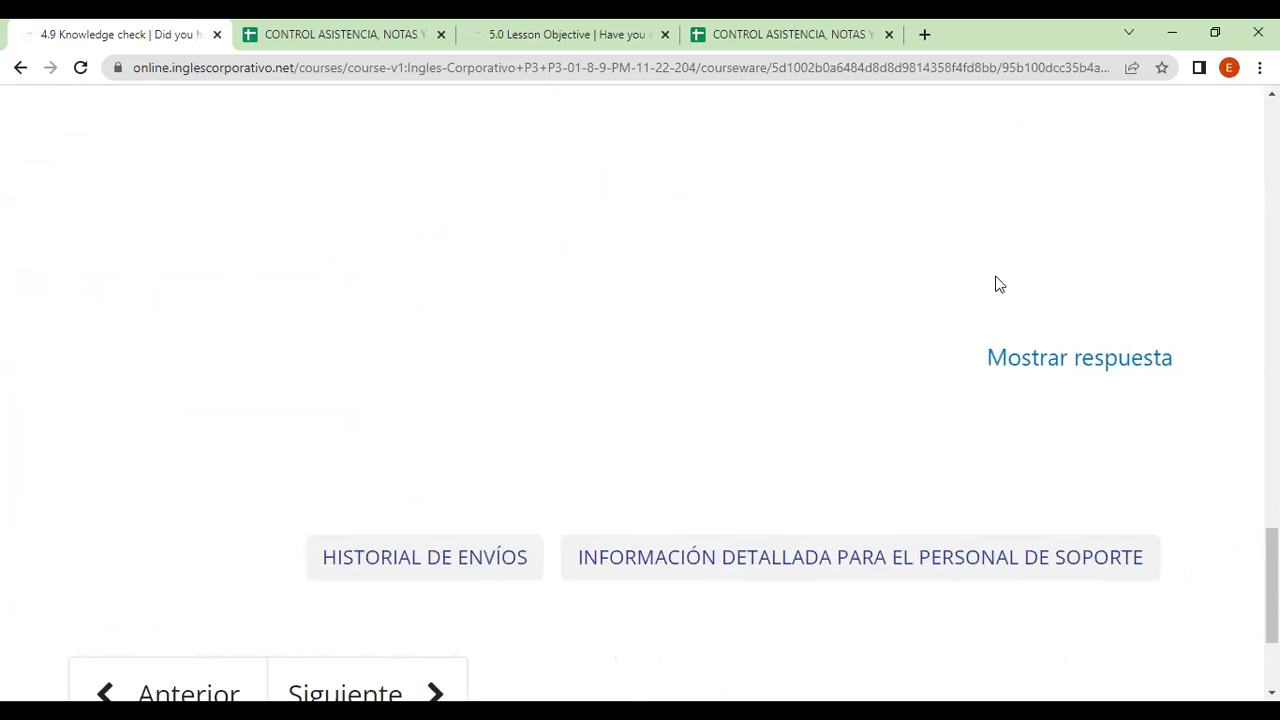 4.9 Knowledge check | Did you h
CONTROL ASISTENCIA, NOTAS Y
5.0 Lesson Objective | Have you e
CONTROL ASISTENCIA, NOTAS Y
online.inglescorporativo.net/courses/course-v1:Ingles-Corporativo+P3+P3-01-8-9-PM-11-22-204/courseware/5d1002b0a6484d8d8d9814358f4fd8bb/95b100dcc35b4a...
E
Mostrar respuesta
HISTORIAL DE ENVÍOS
INFORMACIÓN DETALLADA PARA EL PERSONAL DE SOPORTE
Anterior
Siguiente